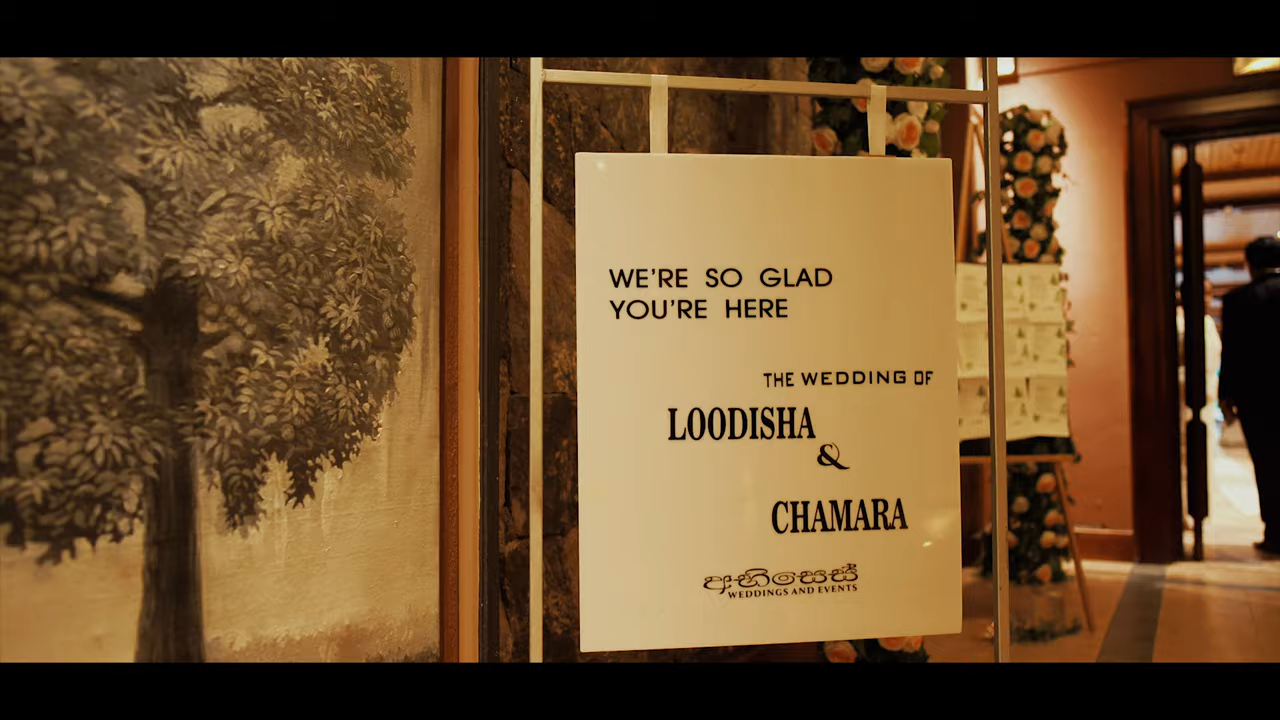 WE'RE SO GLAD
YOU'RE HERE
THE WEDDING OF
LOODISHA
&
CHAMARA
අභිසෙස්
WEDDINGS AND EVENTS